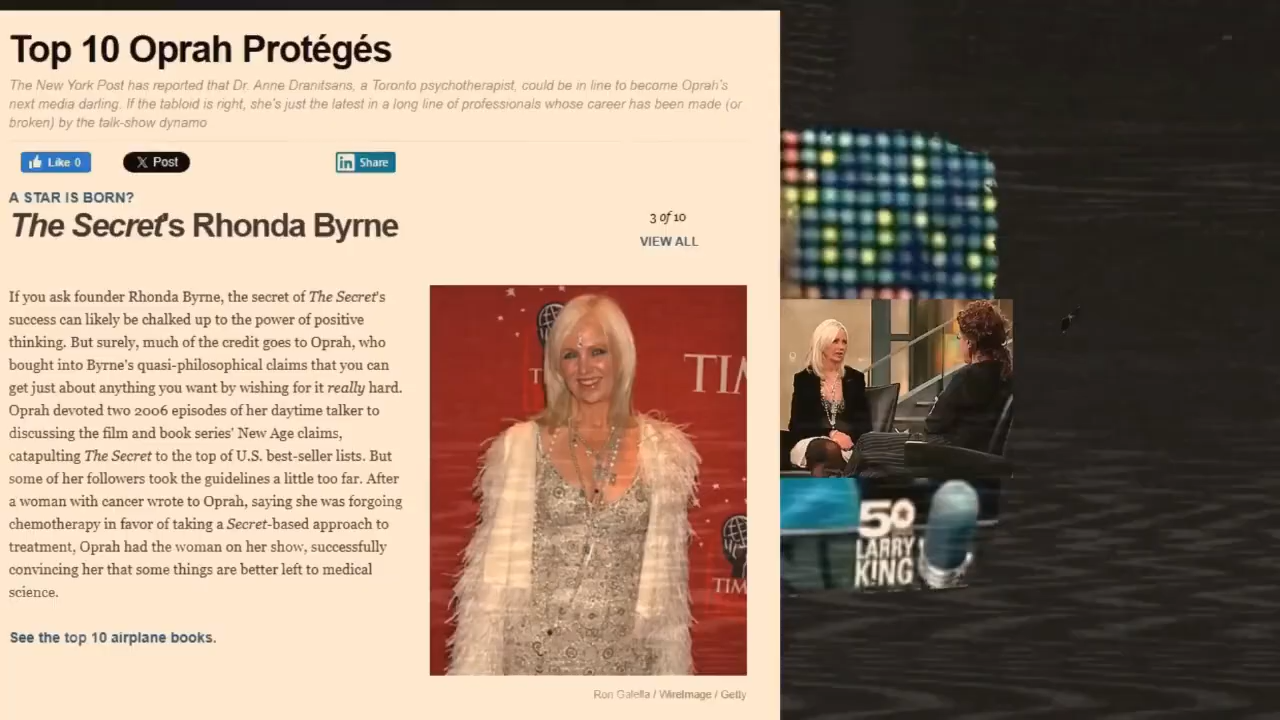 Top 10 Oprah Protégés
The New York Post has reported that Dr. Anne Dranitsaris, a Toronto psychotherapist, could be in line to become Oprah's
next media darling. If the tabloid is right, she's just the latest in a long line of professionals whose career has been made (or
broken) by the talk-show dynamo
Like 0
Post
in Share
A STAR IS BORN?
The Secret's Rhonda Byrne
3 of 10
VIEW ALL
If you ask founder Rhonda Byrne, the secret of The Secret's
success can likely be chalked up to the power of positive
thinking. But surely, much of the credit goes to Oprah, who
bought into Byrne's quasi-philosophical claims that you can
get just about anything you want by wishing for it really hard.
Oprah devoted two 2006 episodes of her daytime talker to
discussing the film and book series' New Age claims,
catapulting The Secret to the top of U.S. best-seller lists. But
some of her followers took the guidelines a little too far. After
a woman with cancer wrote to Oprah, saying she was forgoing
chemotherapy in favor of taking a Secret-based approach to
treatment, Oprah had the woman on her show, successfully
convincing her that some things are better left to medical
science.
See the top 10 airplane books.
TIM
TIM
Ron Galella / WireImage / Getty
50
LARRY
KING